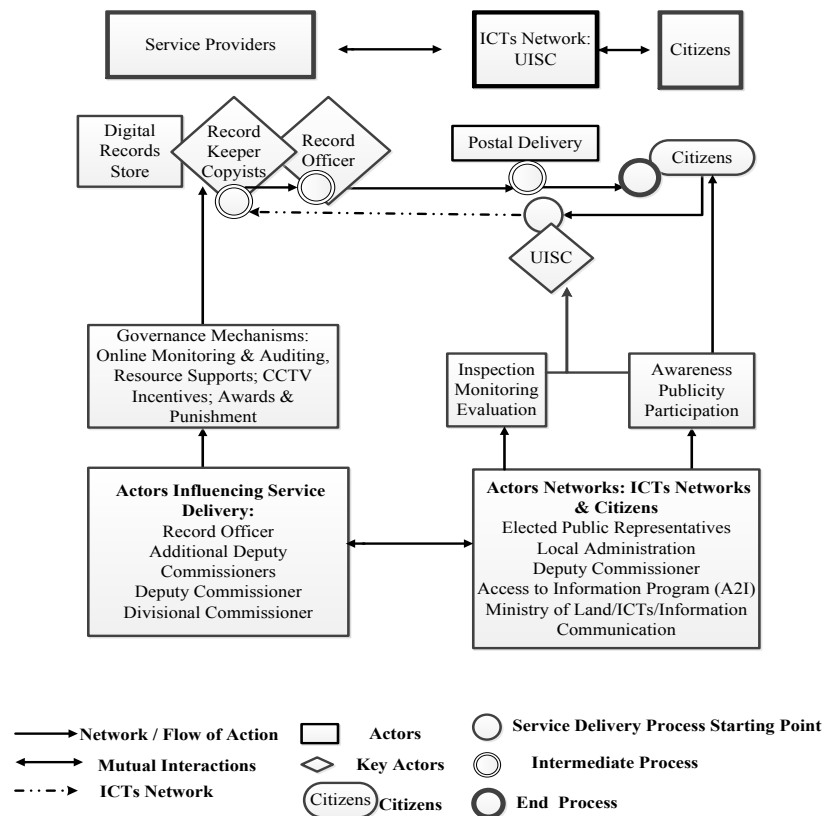 Service Providers
ICTs Network:
UISC
Citizens
Digital
Records
Store
Record
Keeper
Copyists
Record
Officer
Postal Delivery
Citizens
UISC
Governance Mechanisms:
Online Monitoring & Auditing,
Resource Supports; CCTV
Incentives; Awards &
Punishment
Inspection
Monitoring
Evaluation
Awareness
Publicity
Participation
Actors Influencing Service
Delivery:
Record Officer
Additional Deputy
Commissioners
Deputy Commissioner
Divisional Commissioner
Actors Networks: ICTs Networks
& Citizens
Elected Public Representatives
Local Administration
Deputy Commissioner
Access to Information Program (A2I)
Ministry of Land/ICTs/Information
Communication
Network / Flow of Action
Mutual Interactions
ICTs Network
Actors
Key Actors
Citizens
Citizens
Service Delivery Process Starting Point
Intermediate Process
End Process